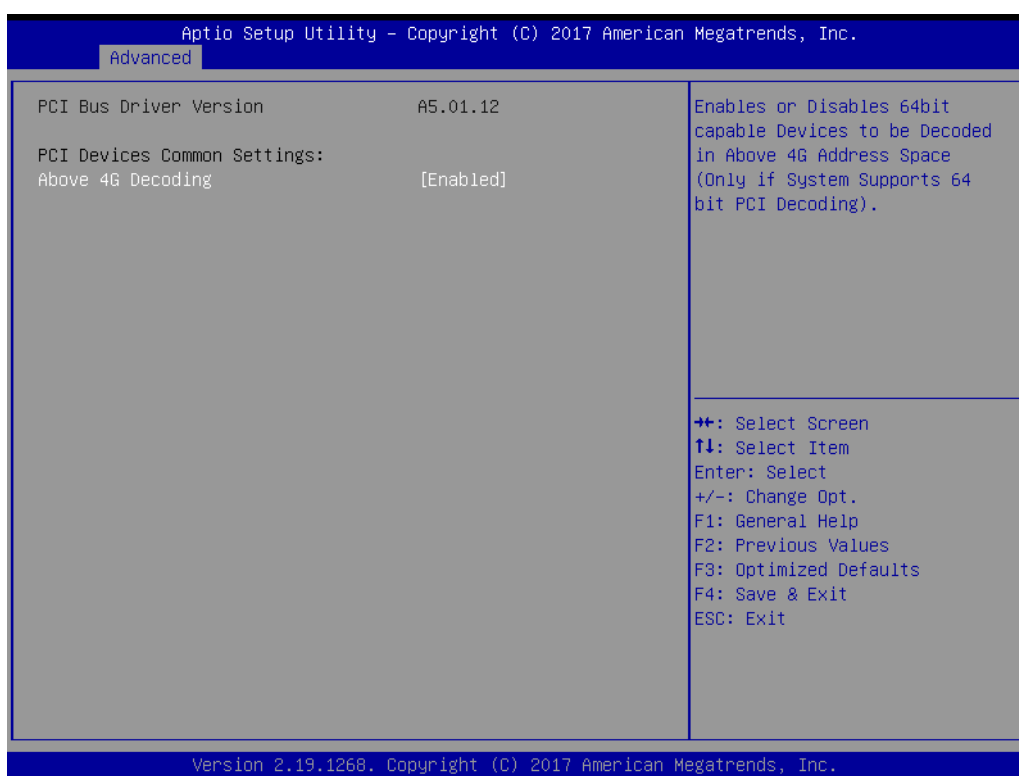 Aptio Setup Utility – Copyright (C) 2017 American Megatrends, Inc.
Advanced
PCI Bus Driver Version A5.01.12
PCI Devices Common Settings:
Above 4G Decoding [Enabled]
Enables or Disables 64bit
capable Devices to be Decoded
in Above 4G Address Space
(Only if System Supports 64
bit PCI Decoding).
→←: Select Screen
↑↓: Select Item
Enter: Select
+/-: Change Opt.
F1: General Help
F2: Previous Values
F3: Optimized Defaults
F4: Save & Exit
ESC: Exit
Version 2.19.1268. Copyright (C) 2017 American Megatrends, Inc.